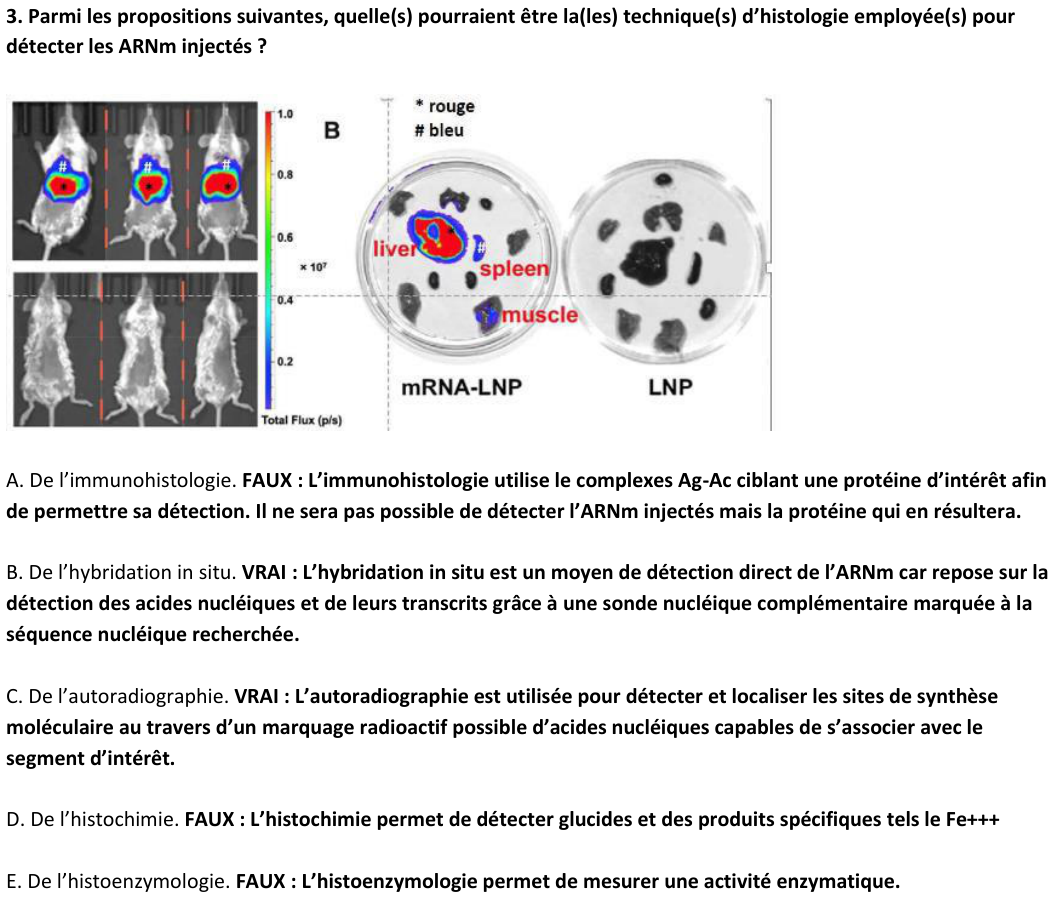 3. Parmi les propositions suivantes, quelle(s) pourraient être la(les) technique(s) d'histologie employée(s) pour
détecter les ARNm injectés ?
* rouge
# bleu
B
1.0
0.8
0.6
× 10⁷
0.4
0.2
Total Flux (p/s)
#
*
#
*
#
*
*
liver
#
spleen
muscle
mRNA-LNP
LNP
A. De l'immunohistologie. FAUX : L'immunohistologie utilise le complexes Ag-Ac ciblant une protéine d'intérêt afin
de permettre sa détection. Il ne sera pas possible de détecter l'ARNm injectés mais la protéine qui en résultera.
B. De l'hybridation in situ. VRAI : L'hybridation in situ est un moyen de détection direct de l'ARNm car repose sur la
détection des acides nucléiques et de leurs transcrits grâce à une sonde nucléique complémentaire marquée à la
séquence nucléique recherchée.
C. De l'autoradiographie. VRAI : L'autoradiographie est utilisée pour détecter et localiser les sites de synthèse
moléculaire au travers d'un marquage radioactif possible d'acides nucléiques capables de s'associer avec le
segment d'intérêt.
D. De l'histochimie. FAUX : L'histochimie permet de détecter glucides et des produits spécifiques tels le Fe+++
E. De l'histoenzymologie. FAUX : L'histoenzymologie permet de mesurer une activité enzymatique.